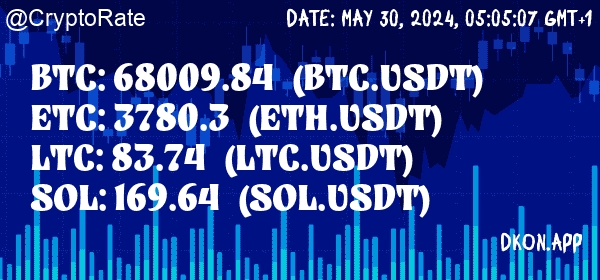 @CryptoRate
DATE: MAY 30, 2024, 05:05:07 GMT+1
BTC: 68009.84 (BTC.USDT)
ETC: 3780.3 (ETH.USDT)
LTC: 83.74 (LTC.USDT)
SOL: 169.64 (SOL.USDT)
DKON.APP